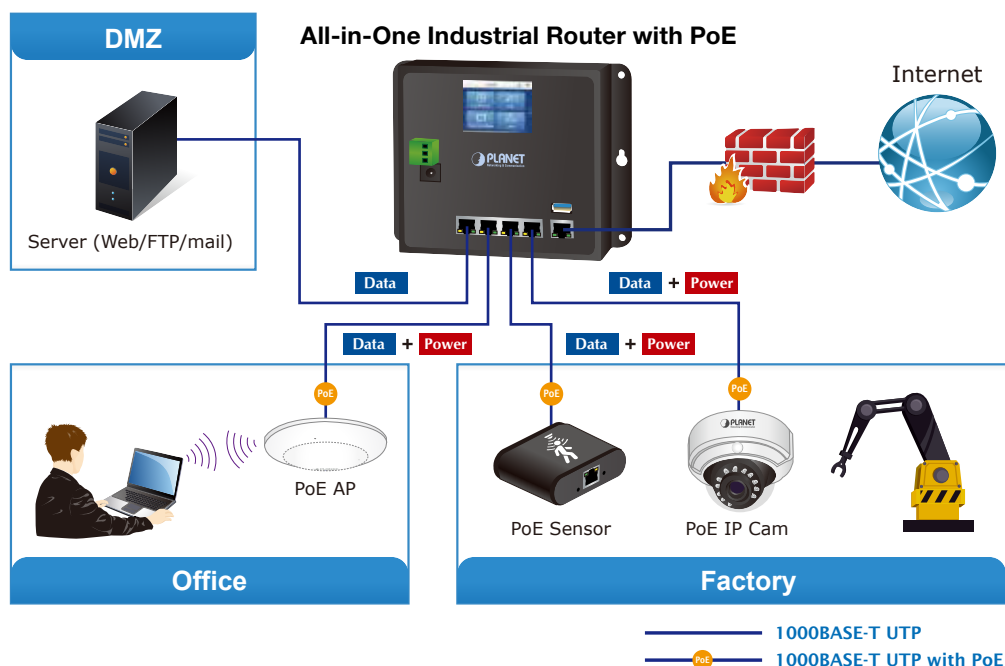 DMZ
All-in-One Industrial Router with PoE
Internet
PLANET
Server (Web/FTP/mail)
Data
Data + Power
Data + Power
Data + Power
PoE
PoE
PoE
PLANET
PoE AP
PoE Sensor
PoE IP Cam
Office
Factory
1000BASE-T UTP
PoE
1000BASE-T UTP with PoE